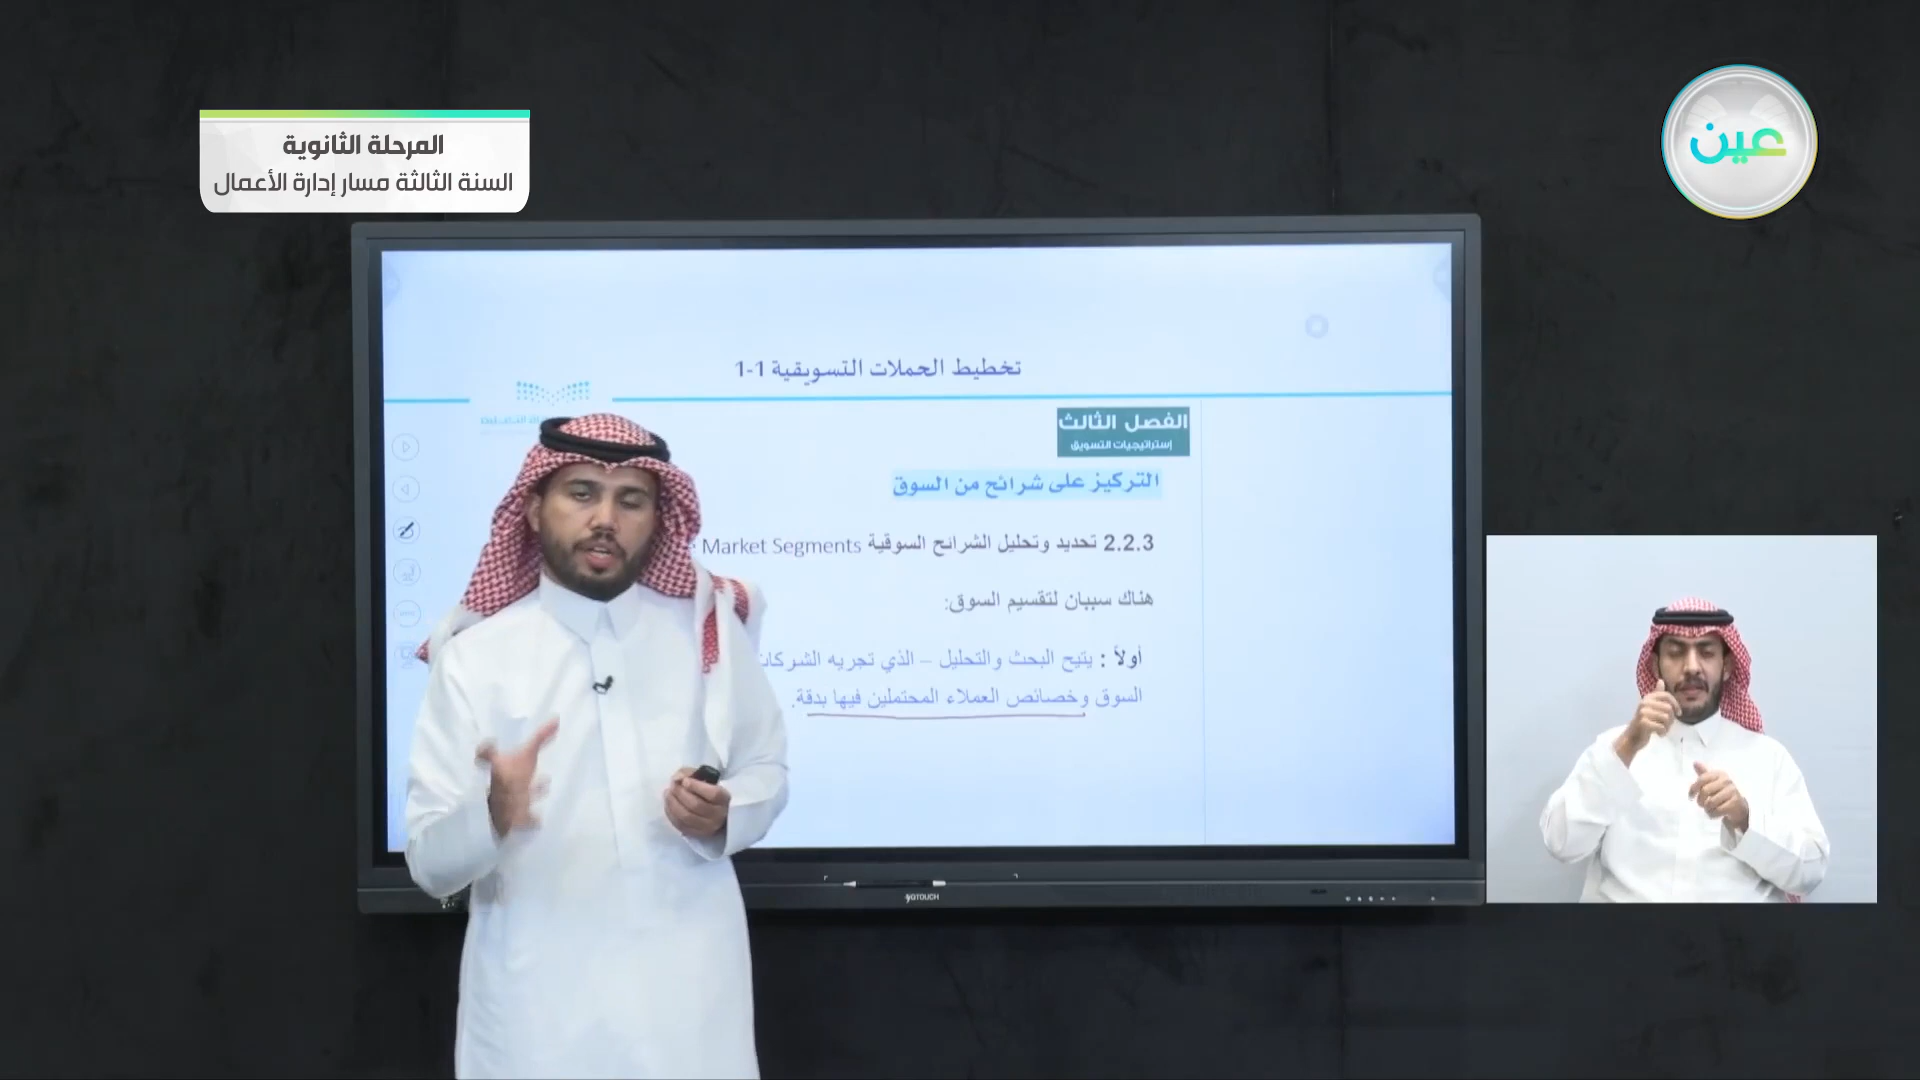 المرحلة الثانوية
السنة الثالثة مسار إدارة الأعمال
عين
تخطيط الحملات التسويقية 1-1
الفصل الثالث
إستراتيجيات التسويق
التركيز على شرائح من السوق
2.2.3 تحديد وتحليل الشرائح السوقية Market Segments
هناك سببان لتقسيم السوق:
أولاً : يتيح البحث والتحليل – الذي تجريه الشركات
السوق وخصائص العملاء المحتملين فيها بدقة.
QTOUCH